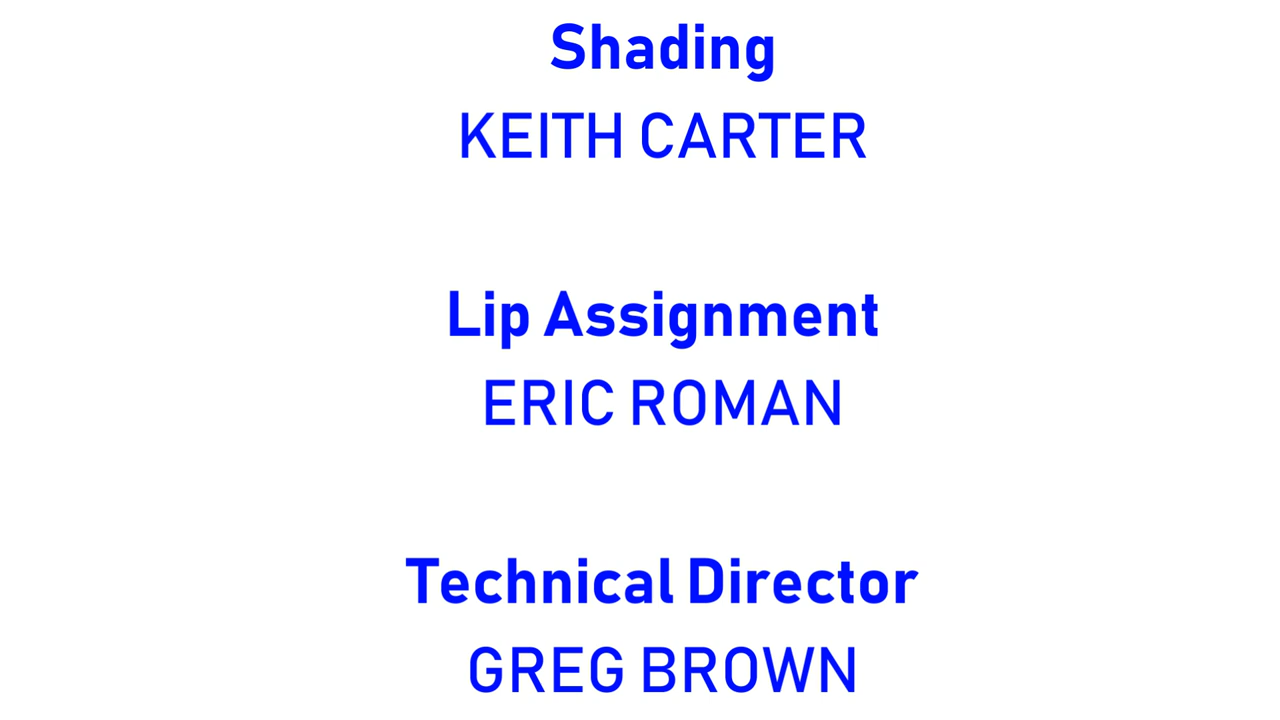 Shading
KEITH CARTER
Lip Assignment
ERIC ROMAN
Technical Director
GREG BROWN